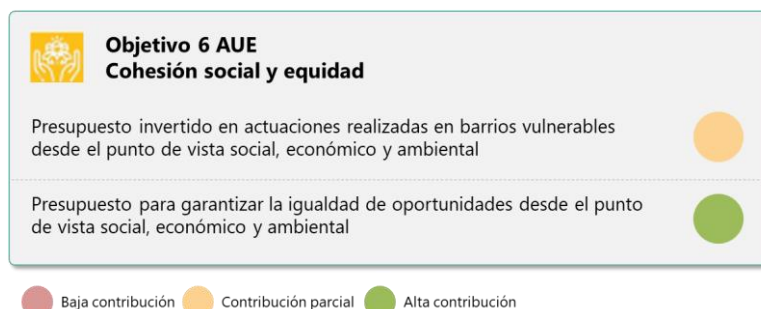 Objetivo 6 AUE
Cohesión social y equidad
Presupuesto invertido en actuaciones realizadas en barrios vulnerables
desde el punto de vista social, económico y ambiental
Presupuesto para garantizar la igualdad de oportunidades desde el punto
de vista social, económico y ambiental
Baja contribución Contribución parcial Alta contribución